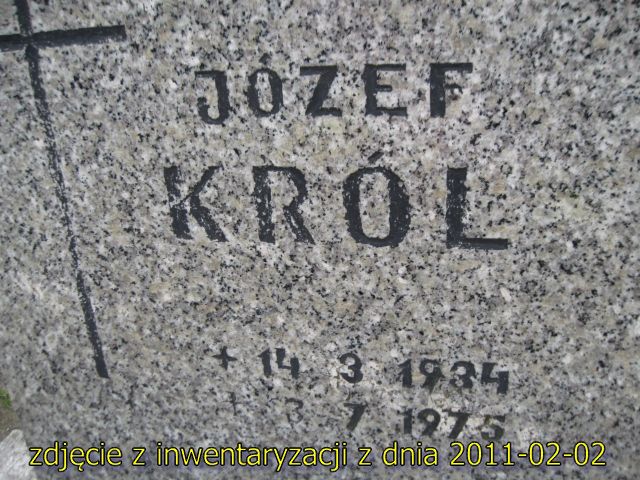 JÓZEF
KRÓL
+ 14 3 1934
+ 3 7 1975
zdjęcie z inwentaryzacji z dnia 2011-02-02